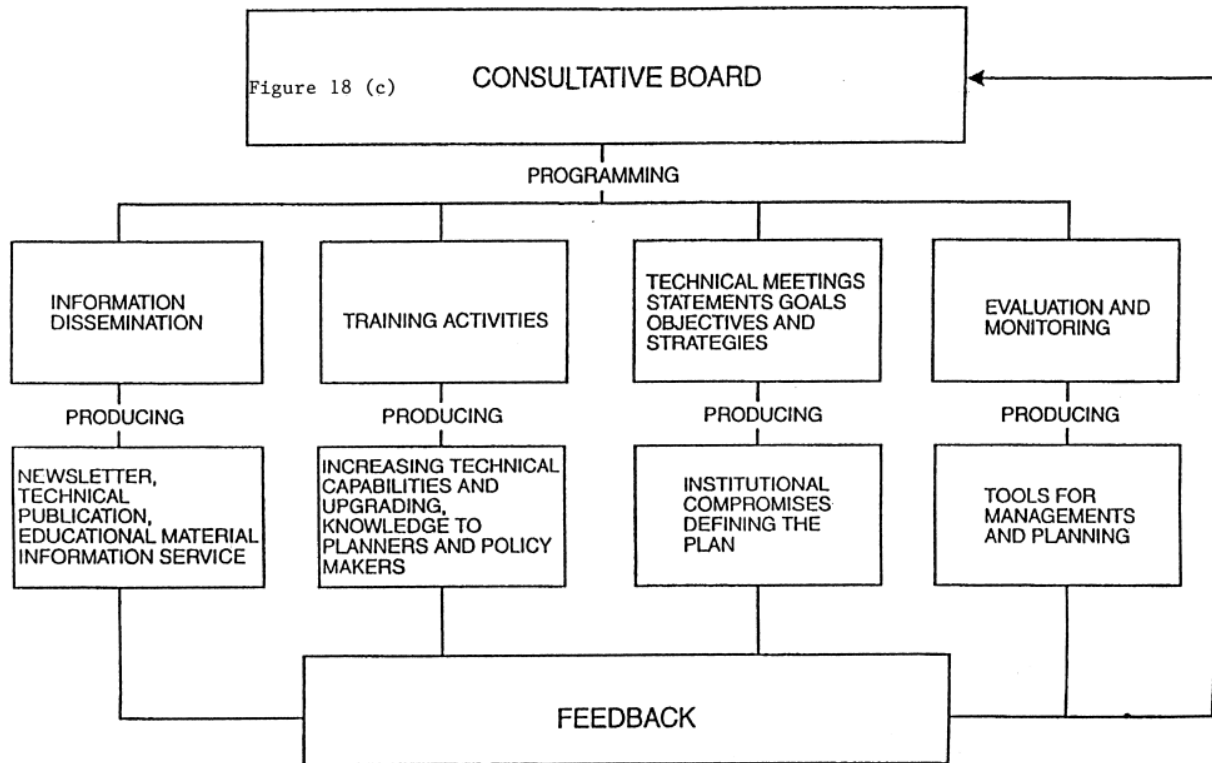 CONSULTATIVE BOARD
Figure 18 (c)
PROGRAMMING
INFORMATION
DISSEMINATION
TRAINING ACTIVITIES
TECHNICAL MEETINGS
STATEMENTS GOALS
OBJECTIVES AND
STRATEGIES
EVALUATION AND
MONITORING
PRODUCING
PRODUCING
PRODUCING
PRODUCING
NEWSLETTER,
TECHNICAL
PUBLICATION,
EDUCATIONAL MATERIAL
INFORMATION SERVICE
INCREASING TECHNICAL
CAPABILITIES AND
UPGRADING,
KNOWLEDGE TO
PLANNERS AND POLICY
MAKERS
INSTITUTIONAL
COMPROMISES
DEFINING THE
PLAN
TOOLS FOR
MANAGEMENTS
AND PLANNING
FEEDBACK